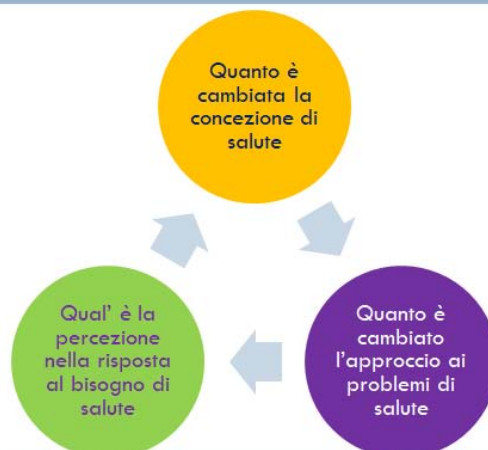 Quanto è
cambiata la
concezione di
salute
Quanto è
cambiato
l'approccio ai
problemi di
salute
Qual' è la
percezione
nella risposta
al bisogno di
salute